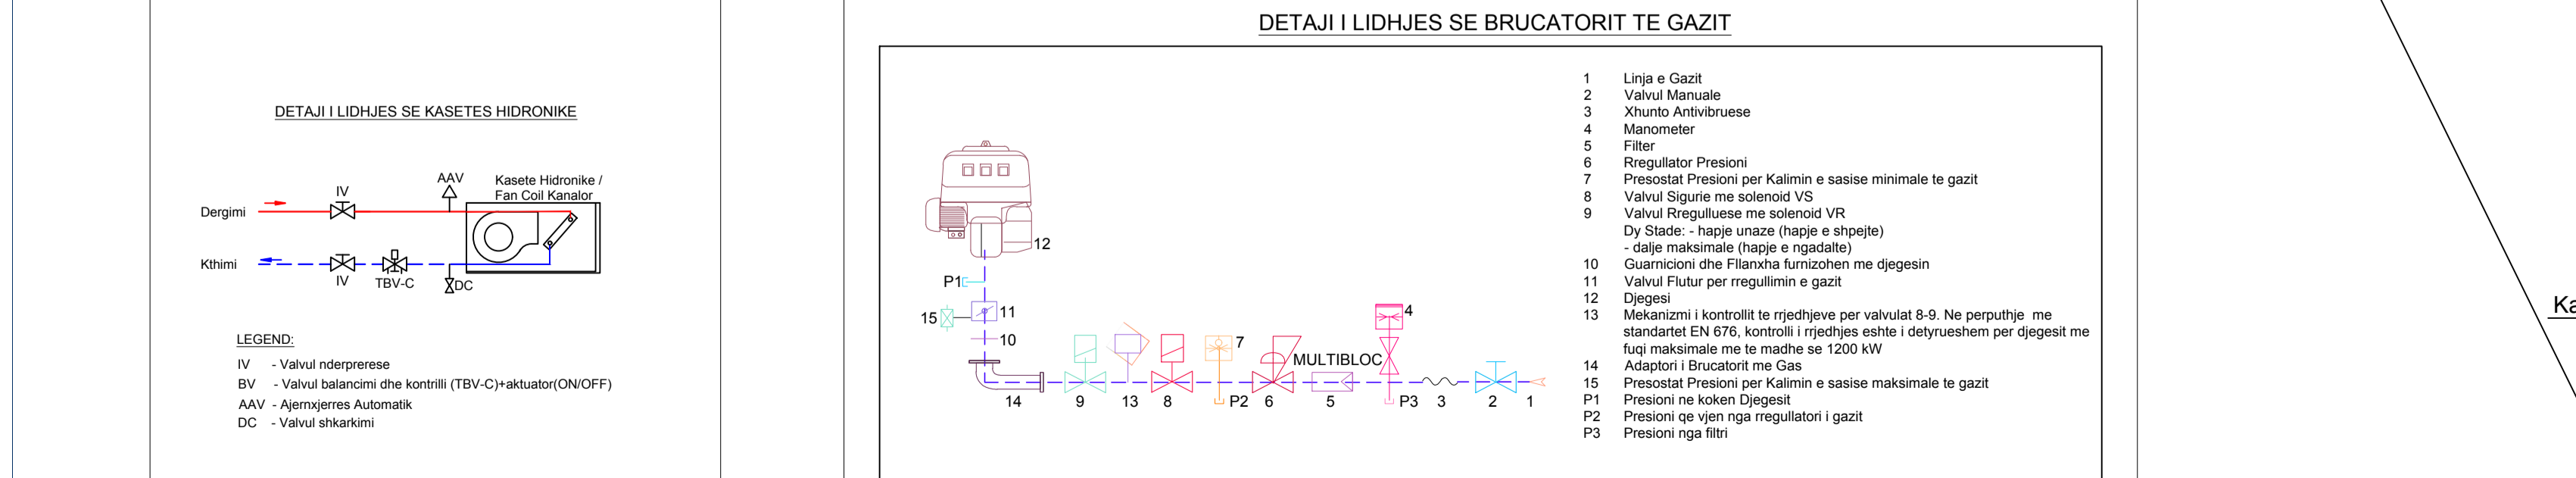 DETAJI I LIDHJES SE KASETES HIDRONIKE
IV
AAV
Kasete Hidronike /
Fan Coil Kanalor
Dergimi
Kthimi
IV
TBV-C
DC
LEGEND:
IV - Valvul nderprerese
BV - Valvul balancimi dhe kontrilli (TBV-C)+aktuator(ON/OFF)
AAV - Ajernxjerres Automatik
DC - Valvul shkarkimi
DETAJI I LIDHJES SE BRUCATORIT TE GAZIT
12
P1
15
11
10
7
4
MULTIBLOC
14
9
13
8
P2
6
5
P3
3
2
1
1 Linja e Gazit
2 Valvul Manuale
3 Xhunto Antivibruese
4 Manometer
5 Filter
6 Rregullator Presioni
7 Presostat Presioni per Kalimin e sasise minimale te gazit
8 Valvul Sigurie me solenoid VS
9 Valvul Rregulluese me solenoid VR
Dy Stade: - hapje unaze (hapje e shpejte)
- dalje maksimale (hapje e ngadalte)
10 Guarnicioni dhe Fllanxha furnizohen me djegesin
11 Valvul Flutur per rregullimin e gazit
12 Djegesi
13 Mekanizmi i kontrollit te rrjedhjeve per valvulat 8-9. Ne perputhje me
standartet EN 676, kontrolli i rrjedhjes eshte i detyrueshem per djegesit me
fuqi maksimale me te madhe se 1200 kW
14 Adaptori i Brucatorit me Gas
15 Presostat Presioni per Kalimin e sasise maksimale te gazit
P1 Presioni ne koken Djegesit
P2 Presioni qe vjen nga rregullatori i gazit
P3 Presioni nga filtri